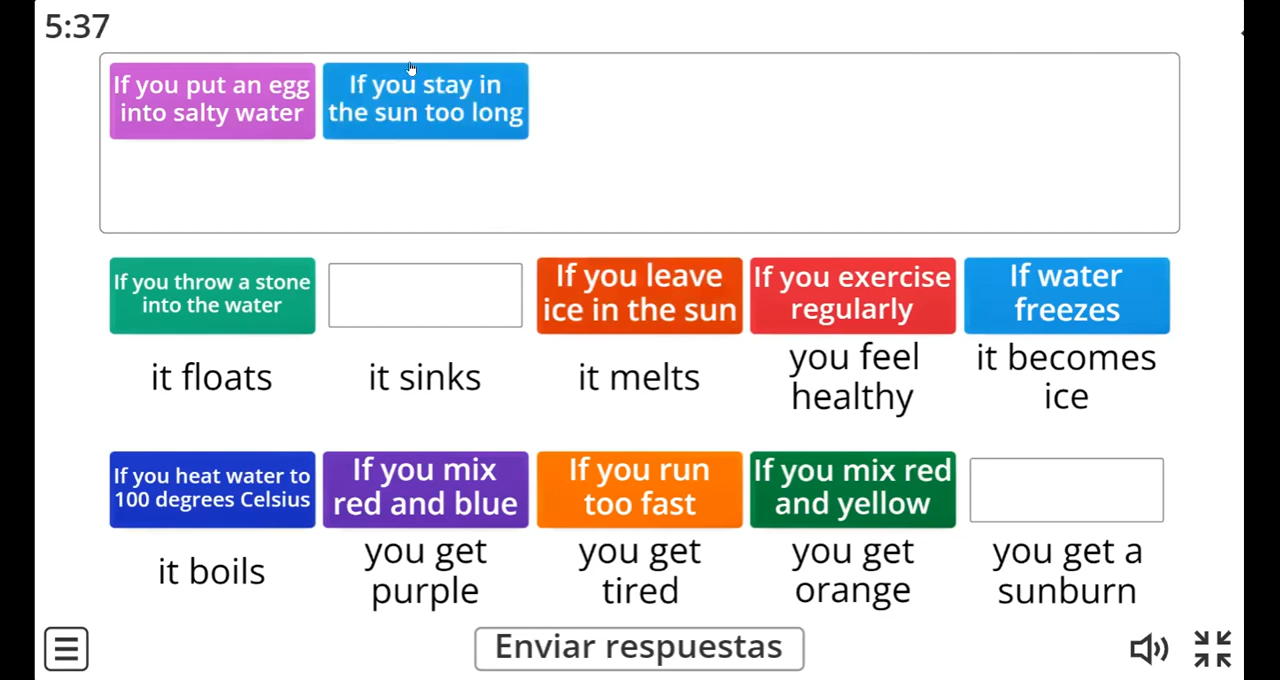 5:37
If you put an egg
into salty water
If you stay in
the sun too long
If you throw a stone
into the water
If you leave
ice in the sun
If you exercise
regularly
If water
freezes
it floats
it sinks
it melts
you feel
healthy
it becomes
ice
If you heat water to
100 degrees Celsius
If you mix
red and blue
If you run
too fast
If you mix red
and yellow
it boils
you get
purple
you get
tired
you get
orange
you get a
sunburn
Enviar respuestas